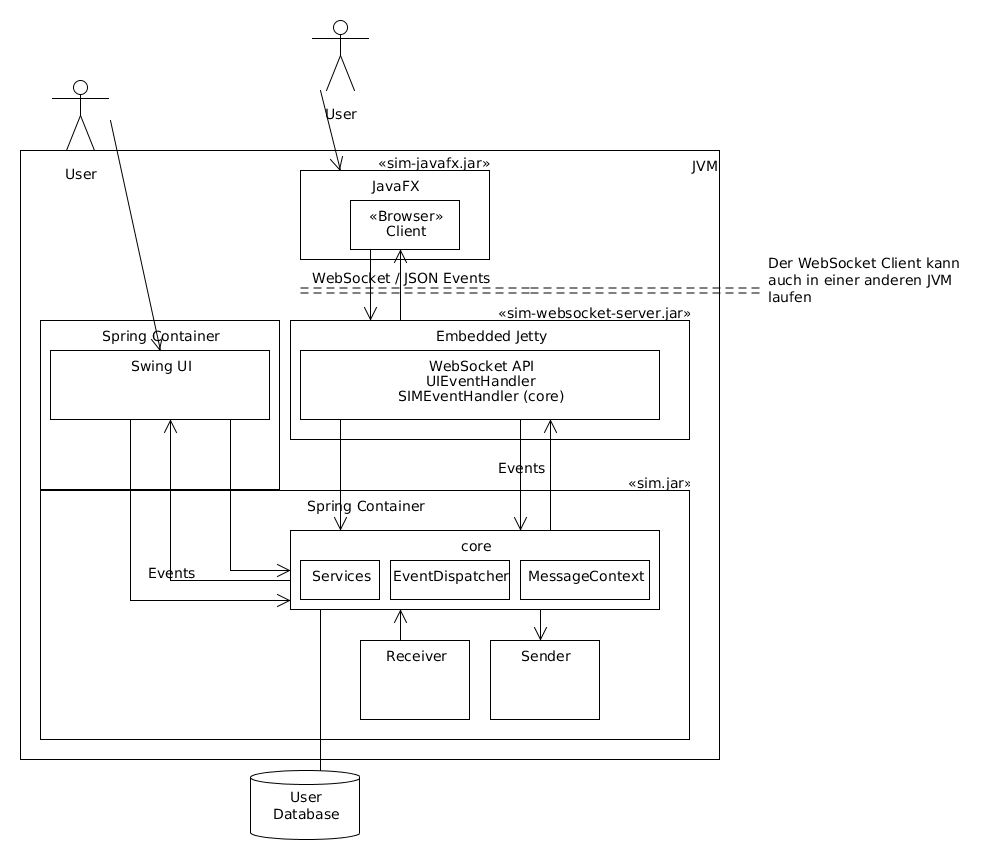 User
User
«sim-javafx.jar»
JVM
JavaFX
«Browser»
Client
WebSocket / JSON Events
Der WebSocket Client kann
auch in einer anderen JVM
laufen
«sim-websocket-server.jar»
Spring Container
Embedded Jetty
Swing UI
WebSocket API
UIEventHandler
SIMEventHandler (core)
Events
«sim.jar»
Spring Container
core
Events
Services
EventDispatcher
MessageContext
Receiver
Sender
User
Database